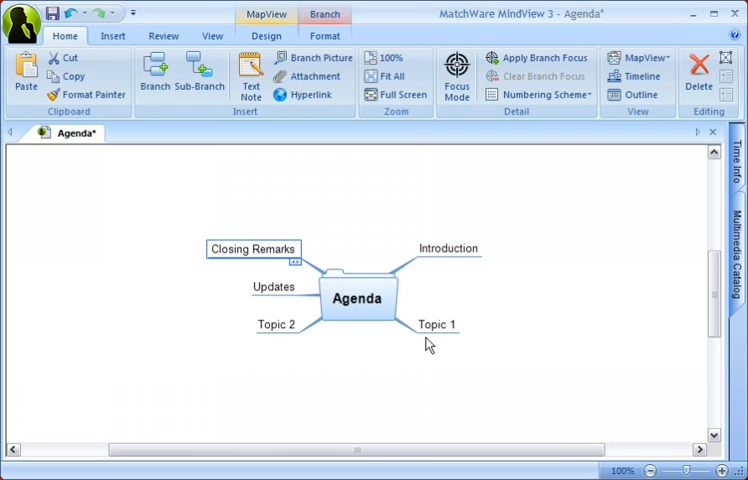 MapView Branch MatchWare MindView 3 - Agenda*
Home Insert Review View Design Format
Paste Cut Copy Format Painter
Clipboard
Branch Sub-Branch Text Note Branch Picture Attachment Hyperlink
Insert
100% Fit All Full Screen
Zoom
Focus Mode Apply Branch Focus Clear Branch Focus Numbering Scheme
Detail
MapView Timeline Outline
View
Delete
Editing
Agenda*
Time Info
Multimedia Catalog
Closing Remarks
Introduction
Updates
Agenda
Topic 2
Topic 1
100%